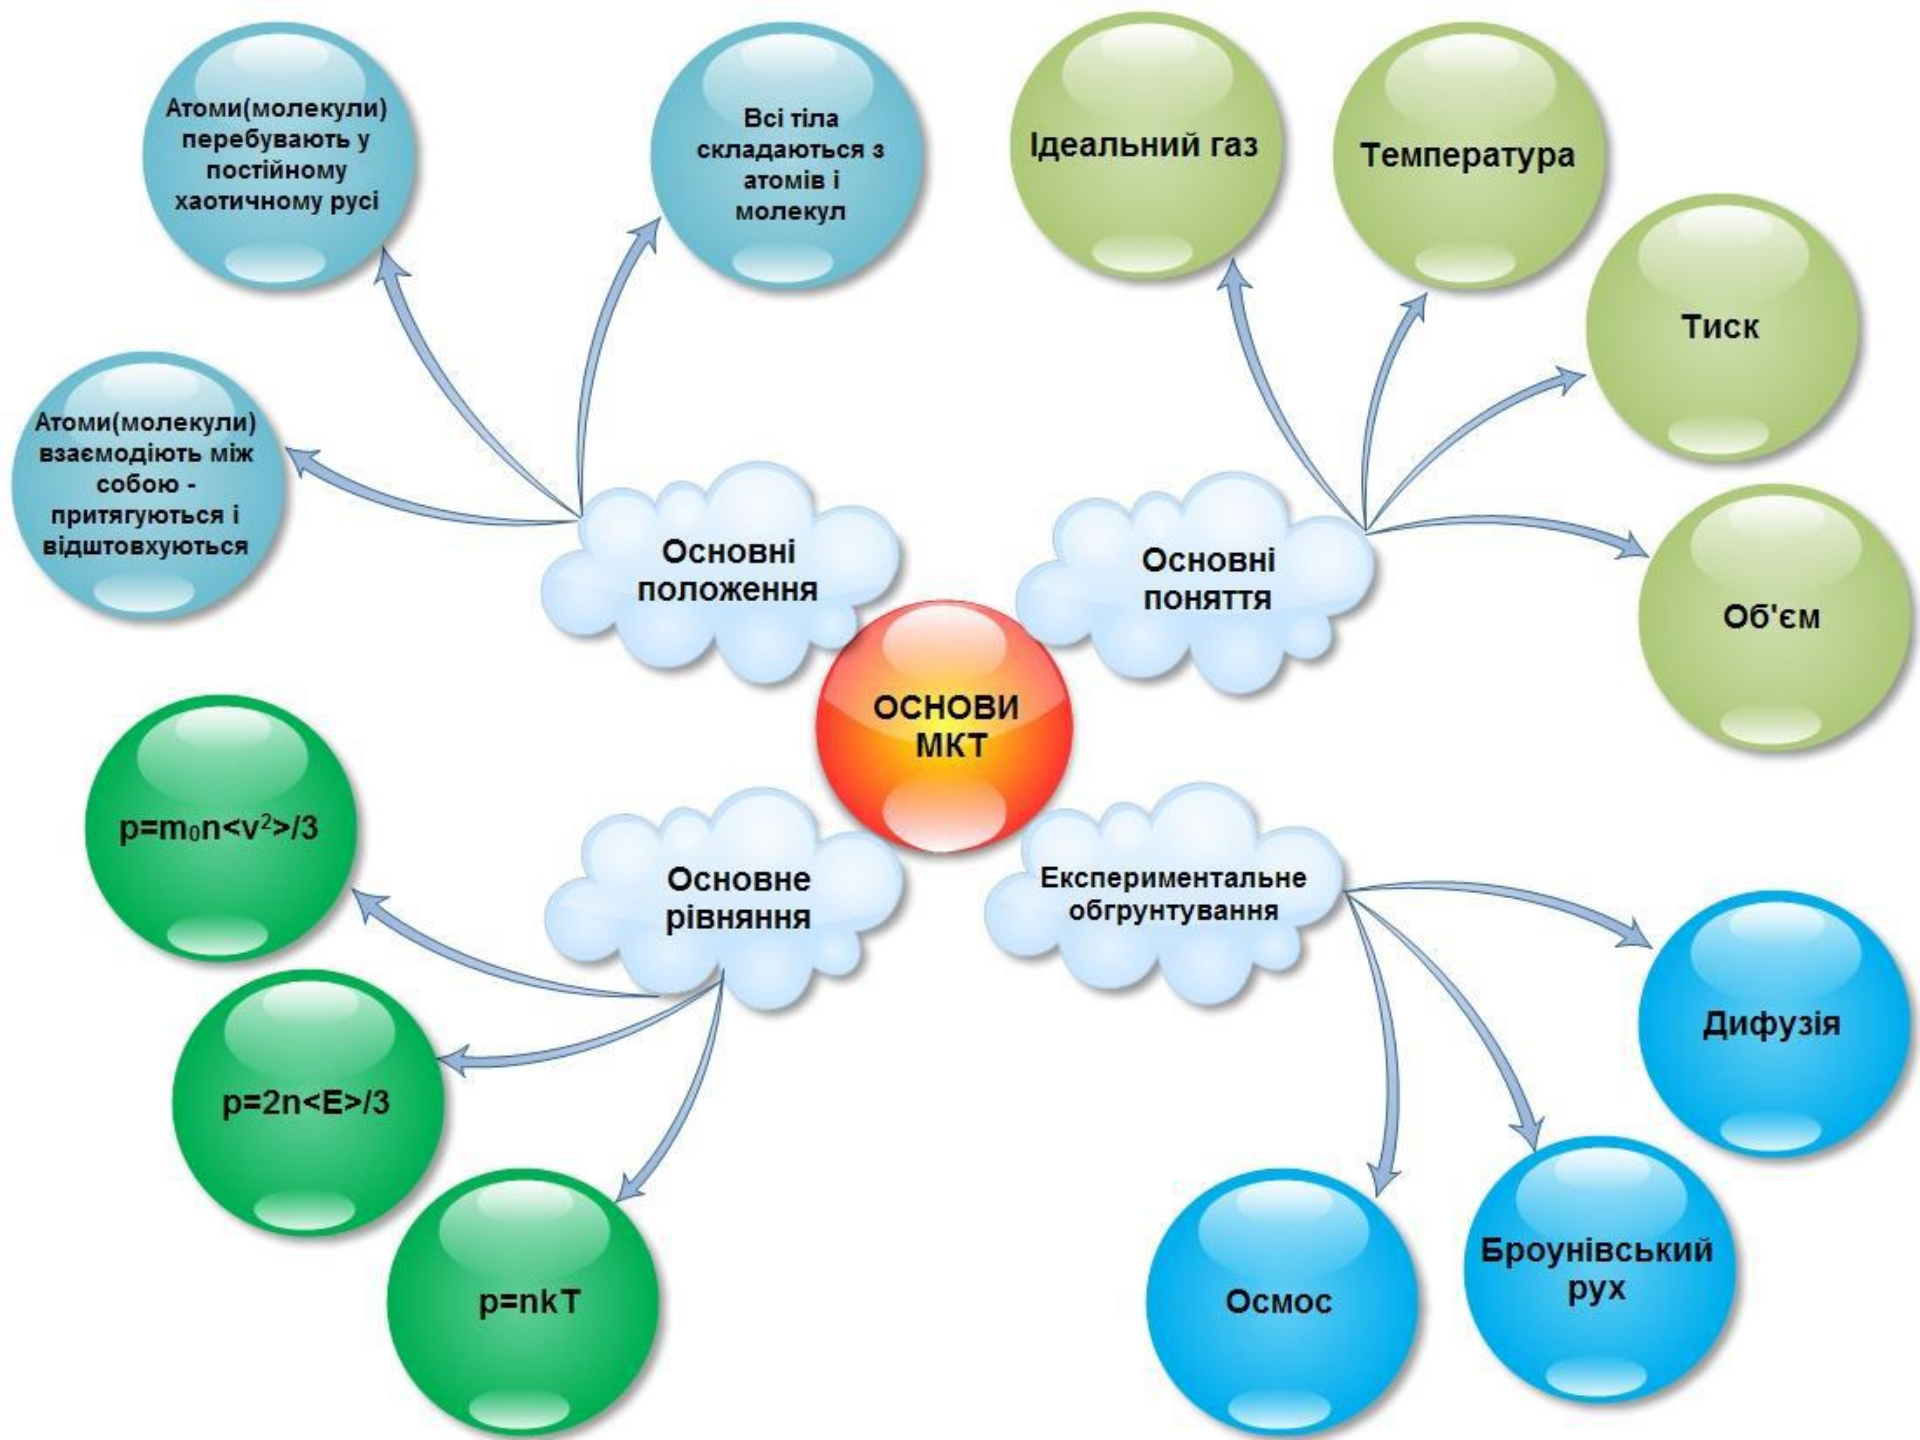 Атоми(молекули)
перебувають у
постійному
хаотичному русі
Всі тіла
складаються з
атомів і
молекул
Ідеальний газ
Температура
Тиск
Об'єм
Атоми(молекули)
взаємодіють між
собою -
притягуються і
відштовхуються
Основні
положення
Основні
поняття
ОСНОВИ
МКТ
p=m₀n<v²>/3
Основне
рівняння
Експериментальне
обгрунтування
p=2n<E>/3
p=nkT
Дифузія
Броунівський
рух
Осмос